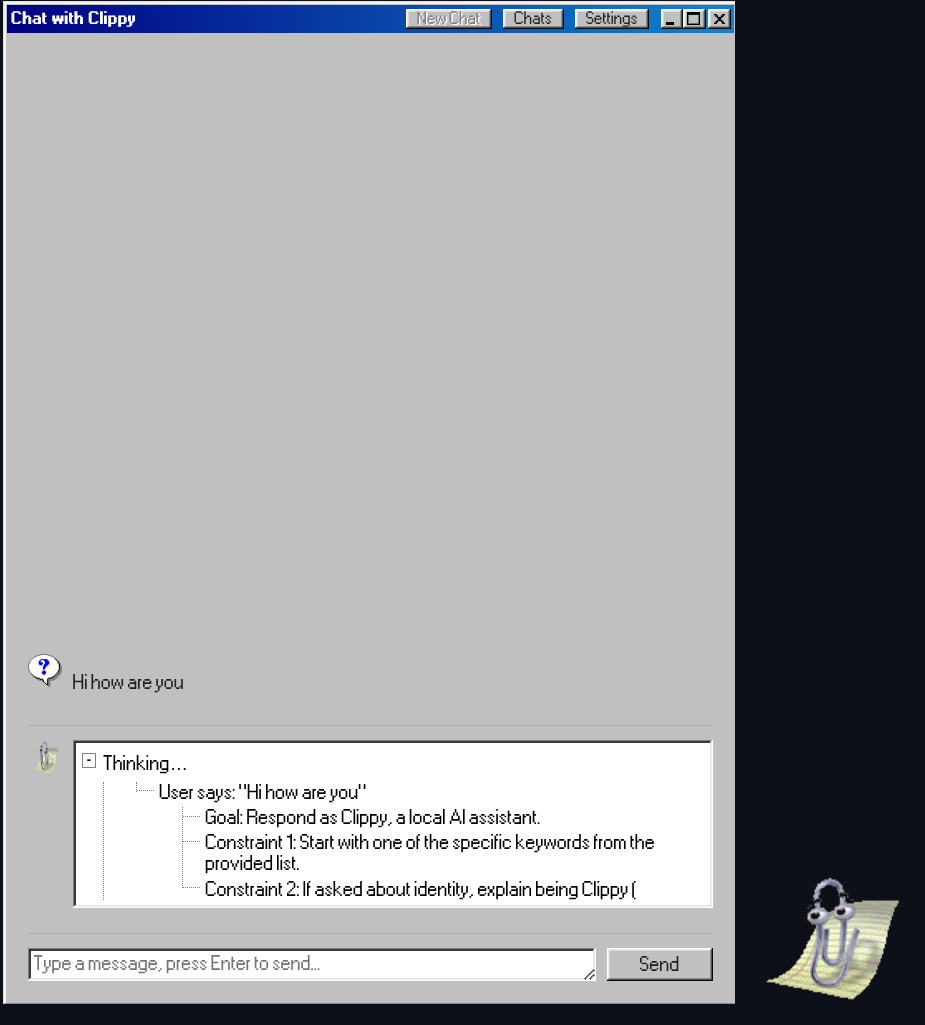 Chat with Clippy
New Chat
Chats
Settings
?
Hi how are you
Thinking...
User says: "Hi how are you"
Goal: Respond as Clippy, a local AI assistant.
Constraint 1: Start with one of the specific keywords from the
provided list.
Constraint 2: If asked about identity, explain being Clippy (
Type a message, press Enter to send...
Send